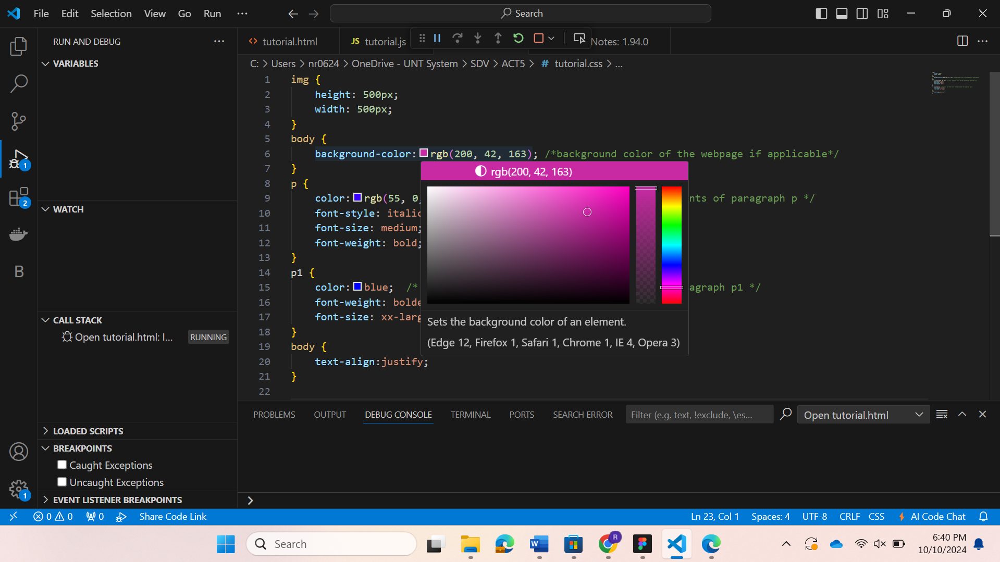 File Edit Selection View Go Run ··· Search
RUN AND DEBUG ···
VARIABLES
WATCH
CALL STACK
Open tutorial.html: I... RUNNING
LOADED SCRIPTS
BREAKPOINTS
Caught Exceptions
Uncaught Exceptions
EVENT LISTENER BREAKPOINTS
1
2
1
B
<> tutorial.html JS tutorial.js Notes: 1.94.0 ···
C: > Users > nr0624 > OneDrive - UNT System > SDV > ACT5 > # tutorial.css > ...
1 img {
2 height: 500px;
3 width: 500px;
4 }
5 body {
6 background-color: rgb(200, 42, 163); /*background color of the webpage if applicable*/
7 }
8 p {
9 color: rgb(55, 0, nts of paragraph p */
10 font-style: italic
11 font-size: medium;
12 font-weight: bold;
13 }
14 p1 {
15 color: blue; /* agraph p1 */
16 font-weight: bolde
17 font-size: xx-larg
18 }
19 body {
20 text-align:justify;
21 }
22
rgb(200, 42, 163)
Sets the background color of an element.
(Edge 12, Firefox 1, Safari 1, Chrome 1, IE 4, Opera 3)
PROBLEMS OUTPUT DEBUG CONSOLE TERMINAL PORTS SEARCH ERROR Filter (e.g. text, !exclude, \es... Open tutorial.html
>
0 0 0 Share Code Link Ln 23, Col 1 Spaces: 4 UTF-8 CRLF CSS AI Code Chat
Search W R 6:40 PM
10/10/2024